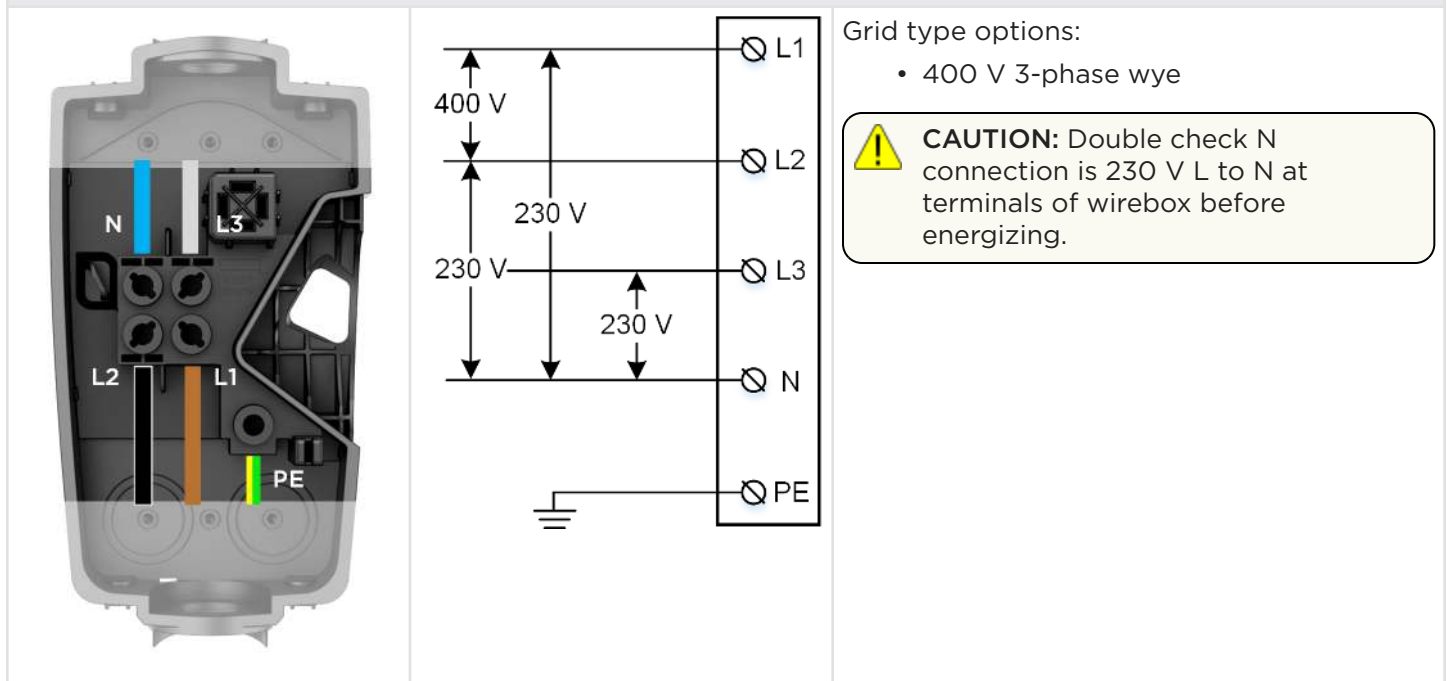 N
L3
L2
L1
PE
L1
400 V
L2
230 V
230 V
L3
230 V
N
PE
Grid type options:
• 400 V 3-phase wye
CAUTION: Double check N
connection is 230 V L to N at
terminals of wirebox before
energizing.